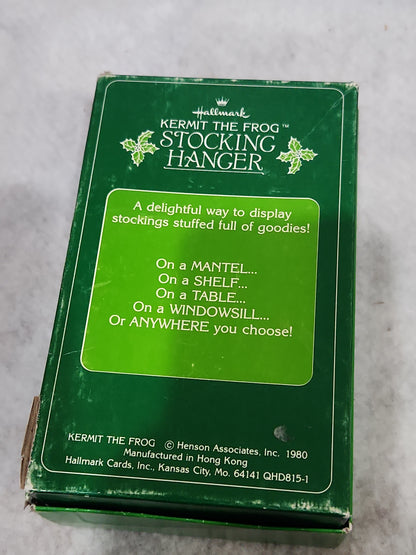 Hallmark
KERMIT THE FROG™
STOCKING
HANGER
A delightful way to display
stockings stuffed full of goodies!
On a MANTEL...
On a SHELF...
On a TABLE...
On a WINDOWSILL...
Or ANYWHERE you choose!
KERMIT THE FROG © Henson Associates, Inc. 1980
Manufactured in Hong Kong
Hallmark Cards, Inc., Kansas City, Mo. 64141 QHD815-1